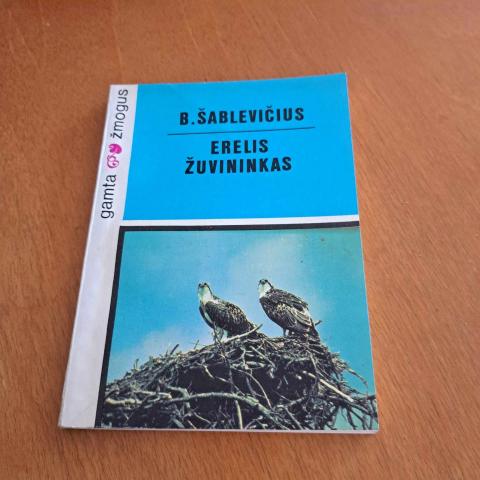 B.ŠABLEVIČIUS
ERELIS
ŽUVININKAS
gamta žmogus